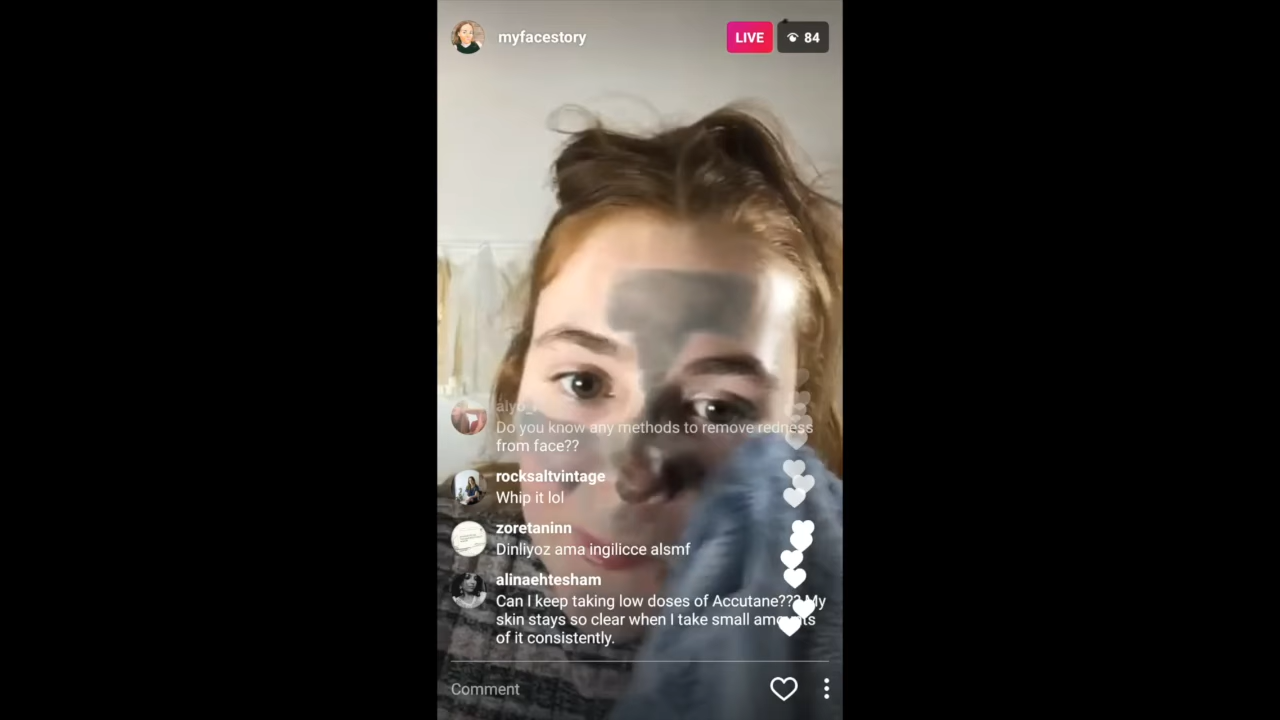 myfacestory
LIVE
84
Do you know any methods to remove redness
from face??
rocksaltvintage
Whip it lol
zoretaninn
Dinliyoz ama ingilicce alsmf
alinaehtesham
Can I keep taking low doses of Accutane??? My
skin stays so clear when I take small amounts
of it consistently.
Comment